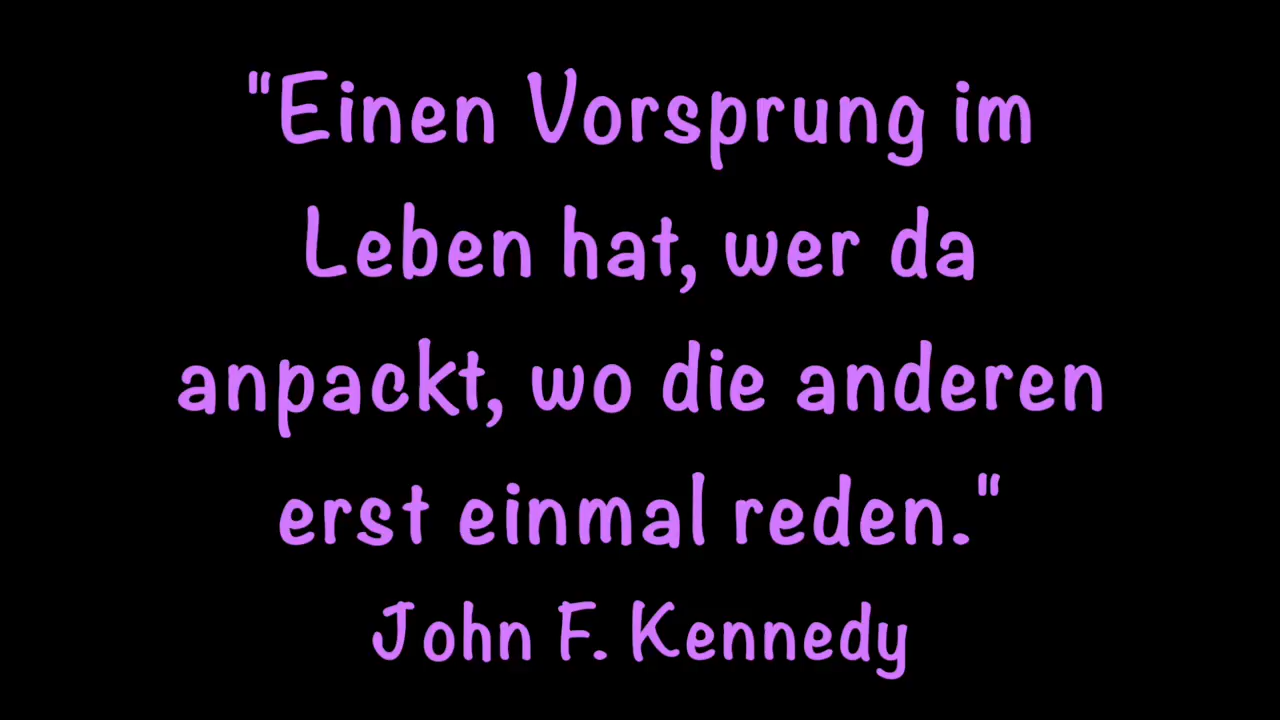 "Einen Vorsprung im
Leben hat, wer da
anpackt, wo die anderen
erst einmal reden."
John F. Kennedy